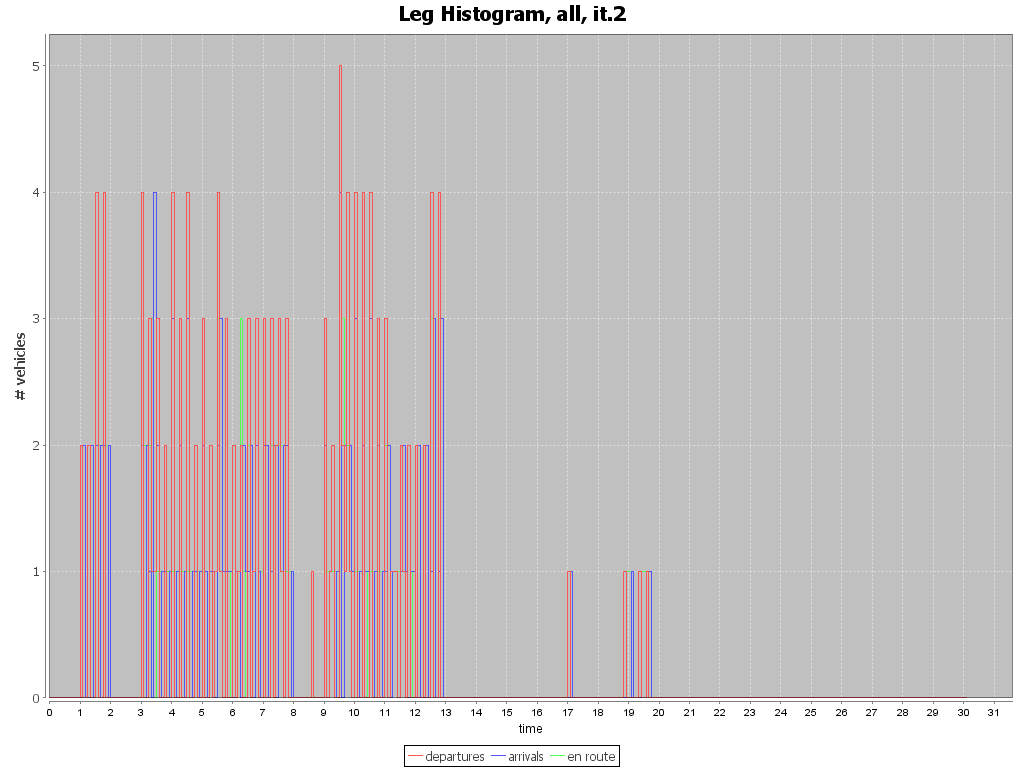 Leg Histogram, all, it.2
# vehicles
5
4
3
2
1
0
0 1 2 3 4 5 6 7 8 9 10 11 12 13 14 15 16 17 18 19 20 21 22 23 24 25 26 27 28 29 30 31
time
departures arrivals en route